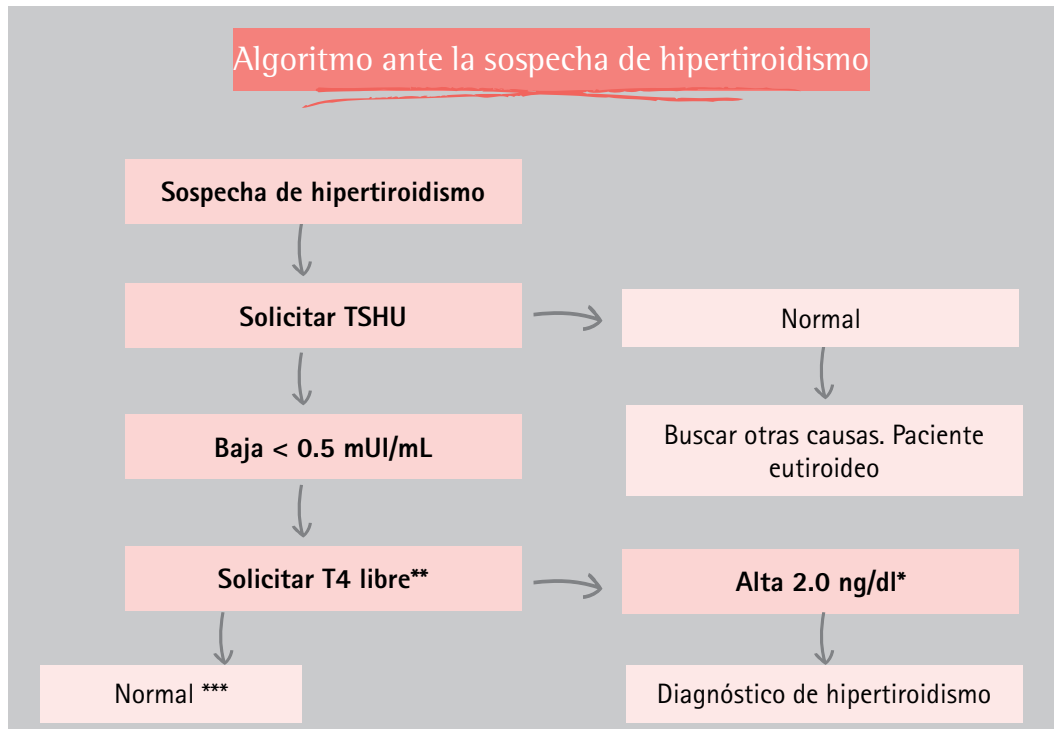 Algoritmo ante la sospecha de hipertiroidismo
Sospecha de hipertiroidismo
Solicitar TSHU
Normal
Baja < 0.5 mUI/mL
Buscar otras causas. Paciente
eutiroideo
Solicitar T4 libre**
Alta 2.0 ng/dl*
Normal ***
Diagnóstico de hipertiroidismo